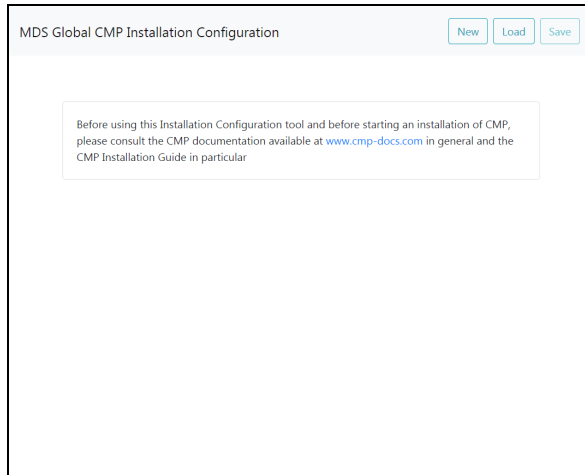 MDS Global CMP Installation Configuration
New Load Save
Before using this Installation Configuration tool and before starting an installation of CMP,
please consult the CMP documentation available at www.cmp-docs.com in general and the
CMP Installation Guide in particular